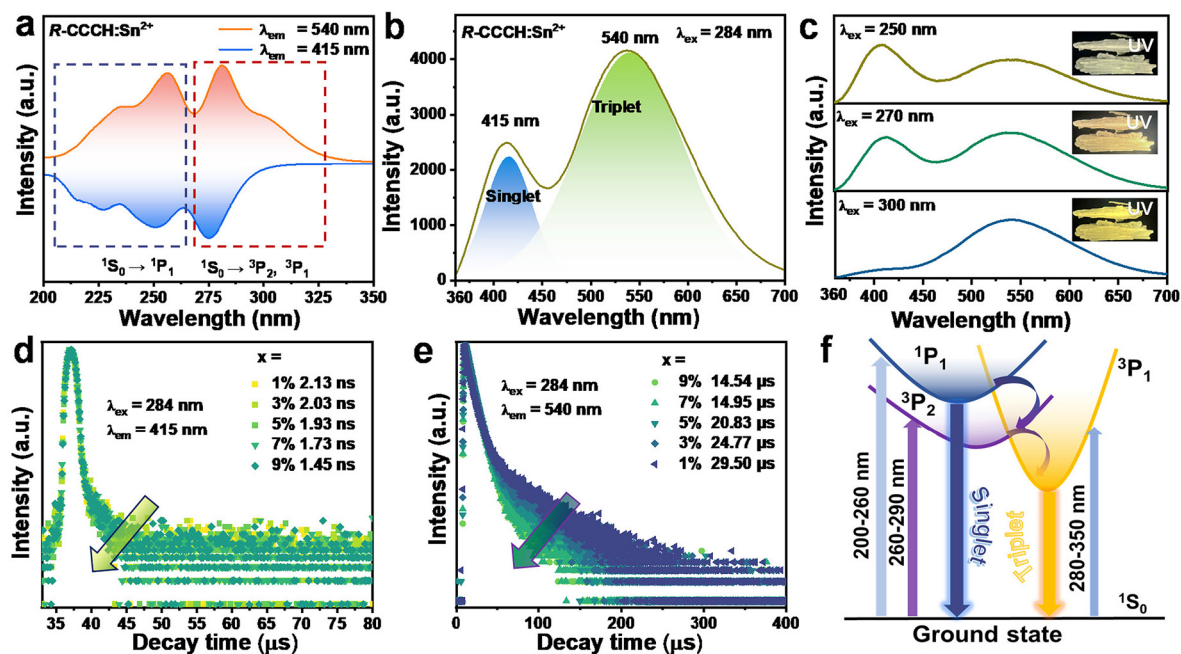 a
R-CCCH:Sn²⁺
λem = 540 nm
λem = 415 nm
Intensity (a.u.)
¹S₀ → ¹P₁
¹S₀ → ³P₂, ³P₁
200 225 250 275 300 325 350
Wavelength (nm)
b
R-CCCH:Sn²⁺
540 nm
λex = 284 nm
415 nm
Triplet
Singlet
Intensity (a.u.)
4000
3000
2000
1000
0
360 400 450 500 550 600 650 700
Wavelength (nm)
c
λex = 250 nm
UV
λex = 270 nm
UV
λex = 300 nm
UV
Intensity (a.u.)
360 400 450 500 550 600 650 700
Wavelength (nm)
d
x =
1% 2.13 ns
3% 2.03 ns
5% 1.93 ns
7% 1.73 ns
9% 1.45 ns
λex = 284 nm
λem = 415 nm
Intensity (a.u.)
35 40 45 50 55 60 65 70 75 80
Decay time (μs)
e
x =
λex = 284 nm
λem = 540 nm
9% 14.54 μs
7% 14.95 μs
5% 20.83 μs
3% 24.77 μs
1% 29.50 μs
Intensity (a.u.)
0 100 200 300 400
Decay time (μs)
f
¹P₁
³P₁
³P₂
200-260 nm
260-290 nm
Singlet
Triplet
280-350 nm
¹S₀
Ground state